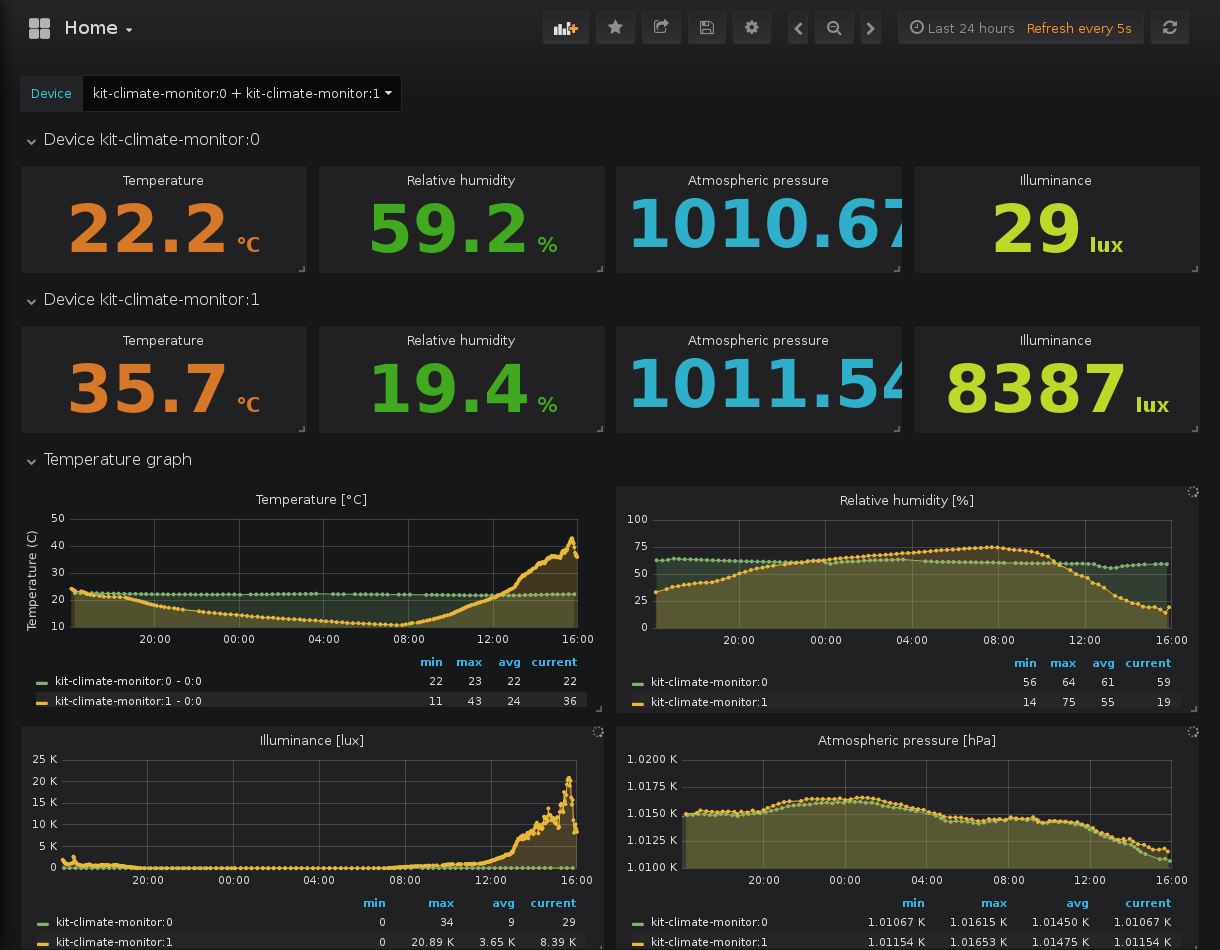 Home
Last 24 hours Refresh every 5s
Device kit-climate-monitor:0 + kit-climate-monitor:1
Device kit-climate-monitor:0
Temperature Relative humidity Atmospheric pressure Illuminance
22.2 °C 59.2 % 1010.67 29 lux
Device kit-climate-monitor:1
Temperature Relative humidity Atmospheric pressure Illuminance
35.7 °C 19.4 % 1011.54 8387 lux
Temperature graph
Temperature [°C]
Temperature (C)
50
40
30
20
10
20:00 00:00 04:00 08:00 12:00 16:00
min max avg current
kit-climate-monitor:0 - 0:0 22 23 22 22
kit-climate-monitor:1 - 0:0 11 43 24 36
Relative humidity [%]
100
75
50
25
0
20:00 00:00 04:00 08:00 12:00 16:00
min max avg current
kit-climate-monitor:0 56 64 61 59
kit-climate-monitor:1 14 75 55 19
Illuminance [lux]
25 K
20 K
15 K
10 K
5 K
0
20:00 00:00 04:00 08:00 12:00 16:00
min max avg current
kit-climate-monitor:0 0 34 9 29
kit-climate-monitor:1 0 20.89 K 3.65 K 8.39 K
Atmospheric pressure [hPa]
1.0200 K
1.0175 K
1.0150 K
1.0125 K
1.0100 K
20:00 00:00 04:00 08:00 12:00 16:00
min max avg current
kit-climate-monitor:0 1.01067 K 1.01615 K 1.01450 K 1.01067 K
kit-climate-monitor:1 1.01154 K 1.01653 K 1.01475 K 1.01154 K